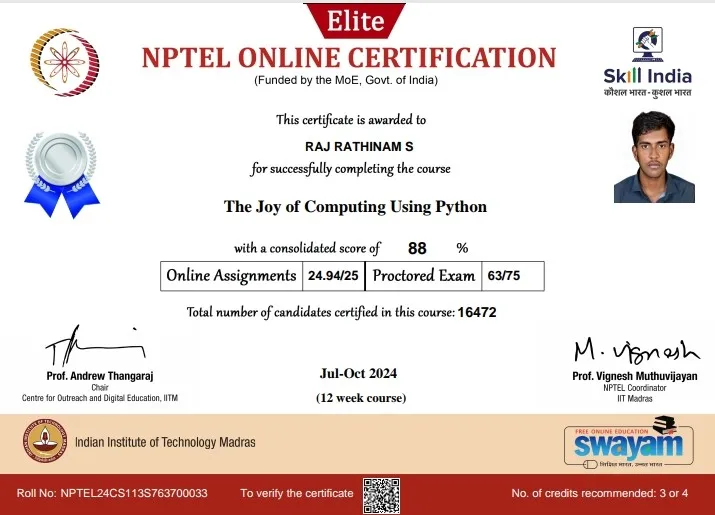 Elite
NPTEL ONLINE CERTIFICATION
(Funded by the MoE, Govt. of India)
Skill India
कौशल भारत - कुशल भारत
This certificate is awarded to
RAJ RATHINAM S
for successfully completing the course
The Joy of Computing Using Python
with a consolidated score of 88 %
Online Assignments 24.94/25 Proctored Exam 63/75
Total number of candidates certified in this course: 16472
Prof. Andrew Thangaraj
Chair
Centre for Outreach and Digital Education, IITM
Jul-Oct 2024
(12 week course)
M. Vignesh
Prof. Vignesh Muthuvijayan
NPTEL Coordinator
IIT Madras
Indian Institute of Technology Madras
FREE ONLINE EDUCATION
swayam
शिक्षित भारत, उन्नत भारत
Roll No: NPTEL24CS113S763700033 To verify the certificate No. of credits recommended: 3 or 4